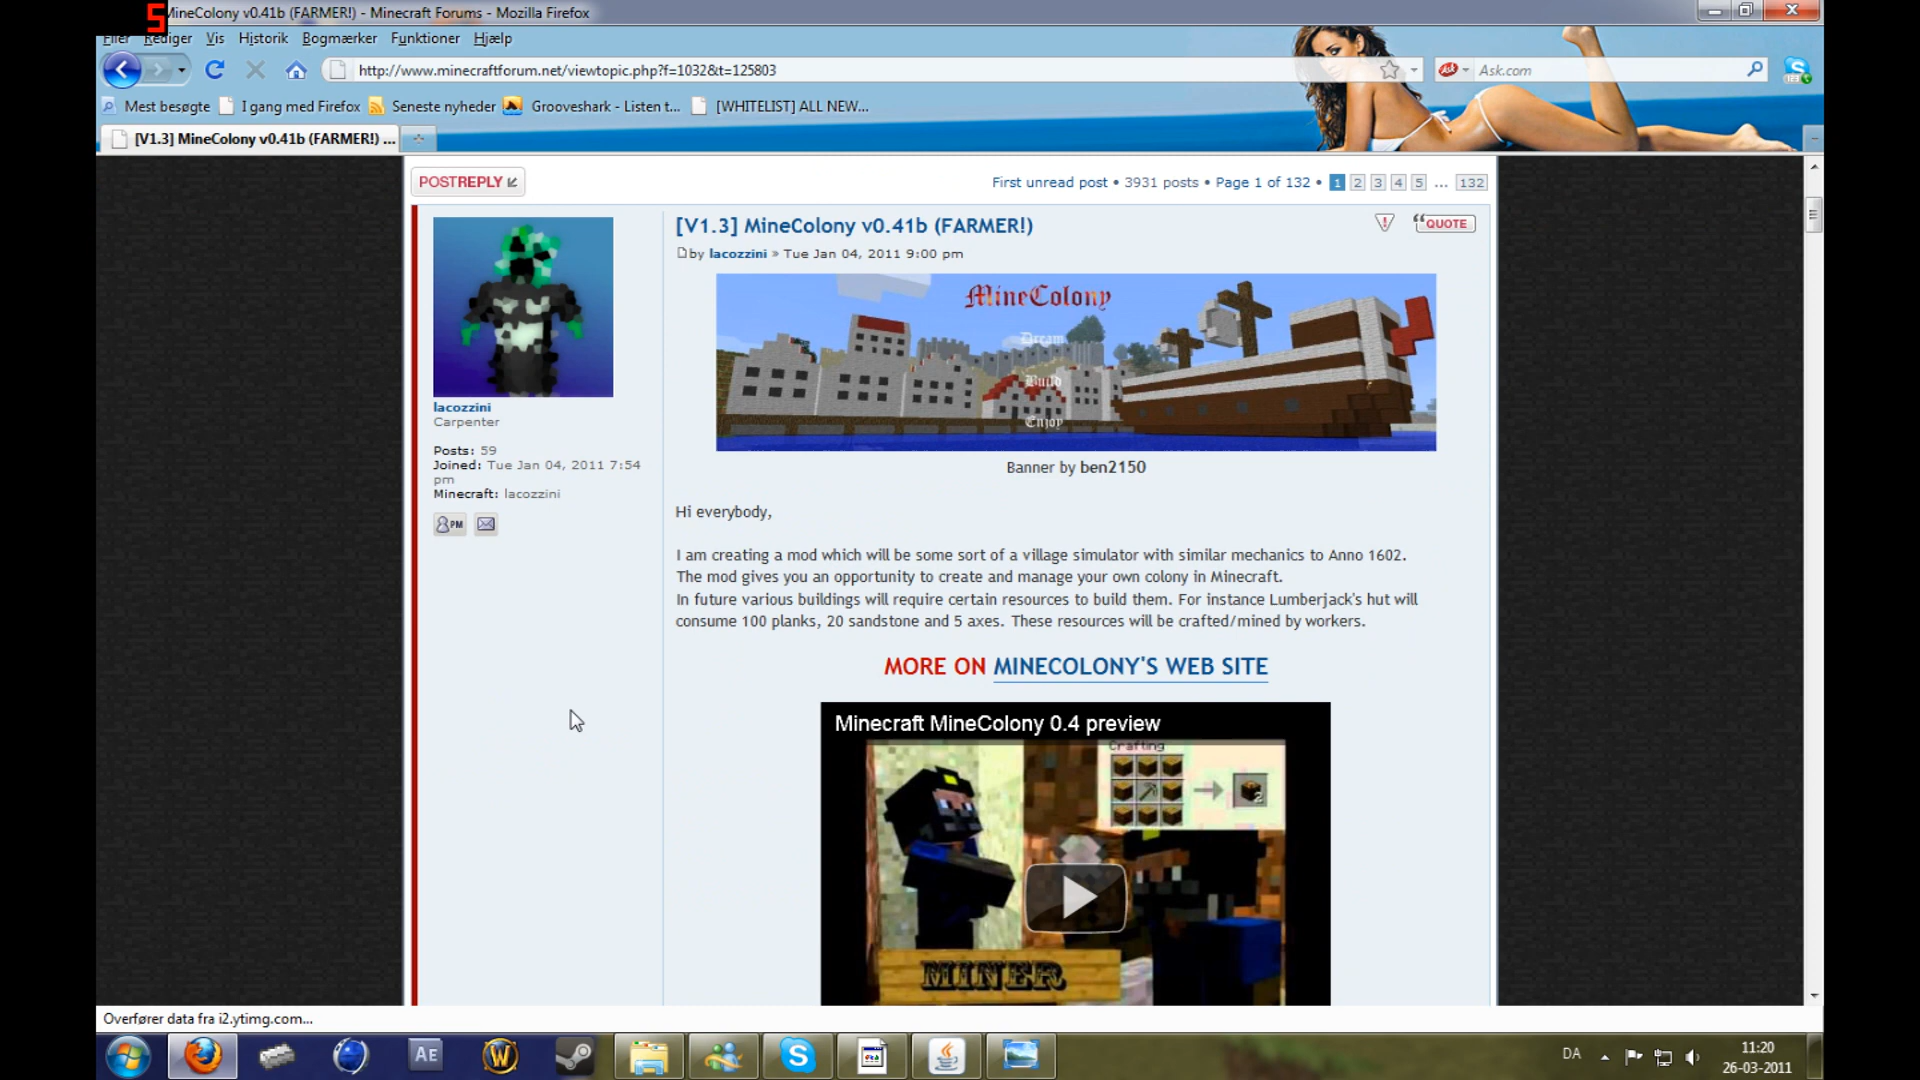 5
MineColony v0.41b (FARMER!) - Minecraft Forums - Mozilla Firefox
Filer Rediger Vis Historik Bogmærker Funktioner Hjælp
http://www.minecraftforum.net/viewtopic.php?f=1032&t=125803
Ask Ask.com
Mest besøgte I gang med Firefox Seneste nyheder Grooveshark - Listen t... [WHITELIST] ALL NEW...
[V1.3] MineColony v0.41b (FARMER!) ...
POSTREPLY
First unread post • 3931 posts • Page 1 of 132 • 1 2 3 4 5 ... 132
[V1.3] MineColony v0.41b (FARMER!)
QUOTE
by lacozzini » Tue Jan 04, 2011 9:00 pm
MineColony
Dream
Build
Enjoy
Banner by ben2150
lacozzini
Carpenter
Posts: 59
Joined: Tue Jan 04, 2011 7:54
pm
Minecraft: lacozzini
PM
Hi everybody,
I am creating a mod which will be some sort of a village simulator with similar mechanics to Anno 1602.
The mod gives you an opportunity to create and manage your own colony in Minecraft.
In future various buildings will require certain resources to build them. For instance Lumberjack's hut will
consume 100 planks, 20 sandstone and 5 axes. These resources will be crafted/mined by workers.
MORE ON MINECOLONY'S WEB SITE
Minecraft MineColony 0.4 preview
Crafting
2
MINER
Overfører data fra i2.ytimg.com...
AE
W
S
DA
11:20
26-03-2011